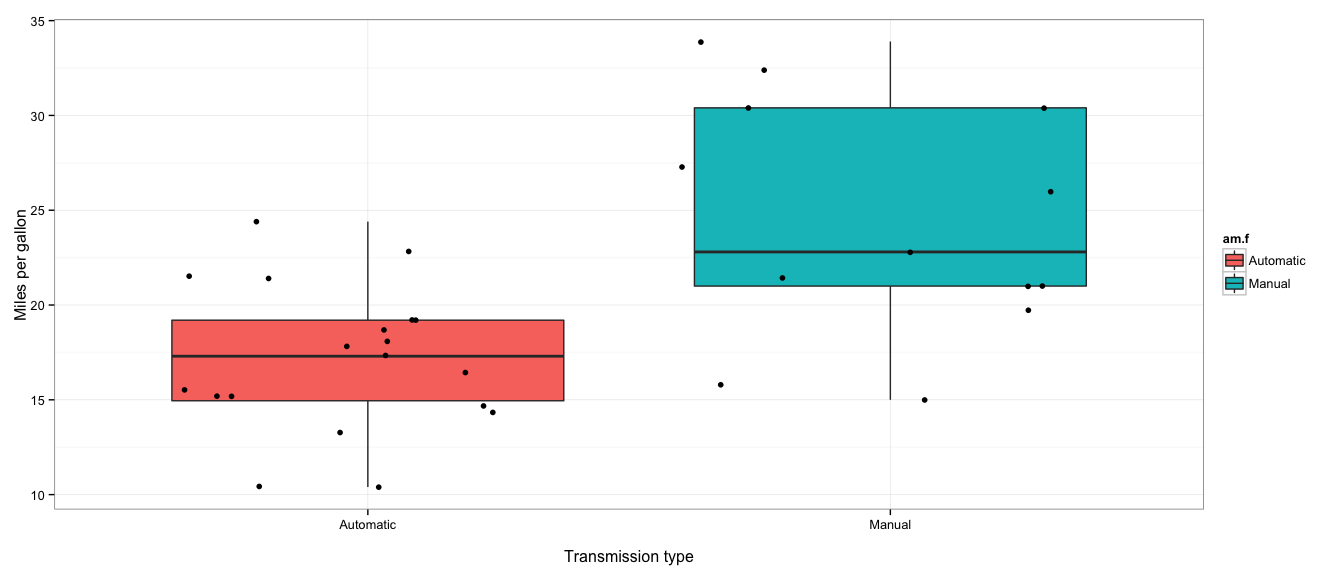 35
30
25
20
15
10
Miles per gallon
Automatic
Manual
Transmission type
am.f
Automatic
Manual